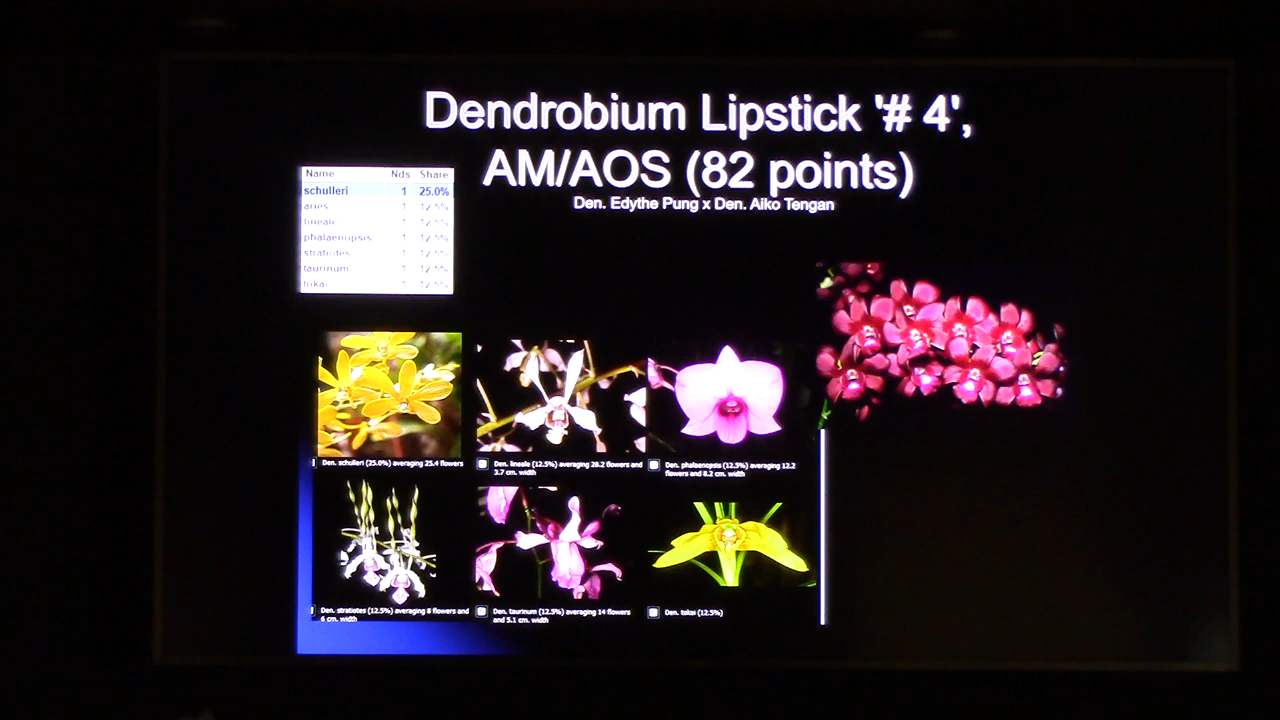 Dendrobium Lipstick '# 4',
AM/AOS (82 points)
Den. Edythe Pung x Den. Aiko Tengan
Name Nds Share
schulleri 1 25.0%
aries 1 12.5%
lineale 1 12.5%
phalaenopsis 1 12.5%
stratiotes 1 12.5%
taurinum 1 12.5%
tokai 1 12.5%
Den. schulleri (25.0%) averaging 25.4 flowers
Den. lineale (12.5%) averaging 28.2 flowers and
3.7 cm. width
Den. phalaenopsis (12.5%) averaging 12.2
flowers and 8.2 cm. width
Den. stratiotes (12.5%) averaging 8 flowers and
6 cm. width
Den. taurinum (12.5%) averaging 14 flowers
and 5.1 cm. width
Den. tokai (12.5%)